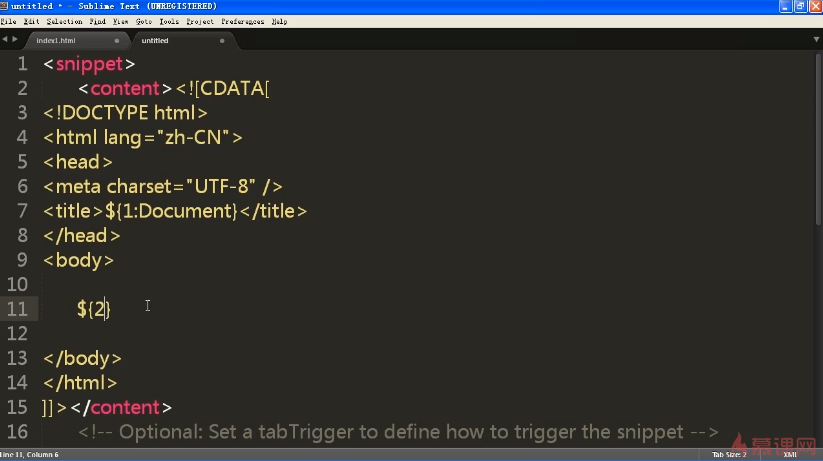 untitled * - Sublime Text (UNREGISTERED)
File Edit Selection Find View Goto Tools Project Preferences Help
index1.html untitled
1 <snippet>
2 <content><![CDATA[
3 <!DOCTYPE html>
4 <html lang="zh-CN">
5 <head>
6 <meta charset="UTF-8" />
7 <title>${1:Document}</title>
8 </head>
9 <body>
10
11 ${2}
12
13 </body>
14 </html>
15 ]]></content>
16 <!-- Optional: Set a tabTrigger to define how to trigger the snippet -->
慕课网
Line 11, Column 6 Tab Size: 2 XML